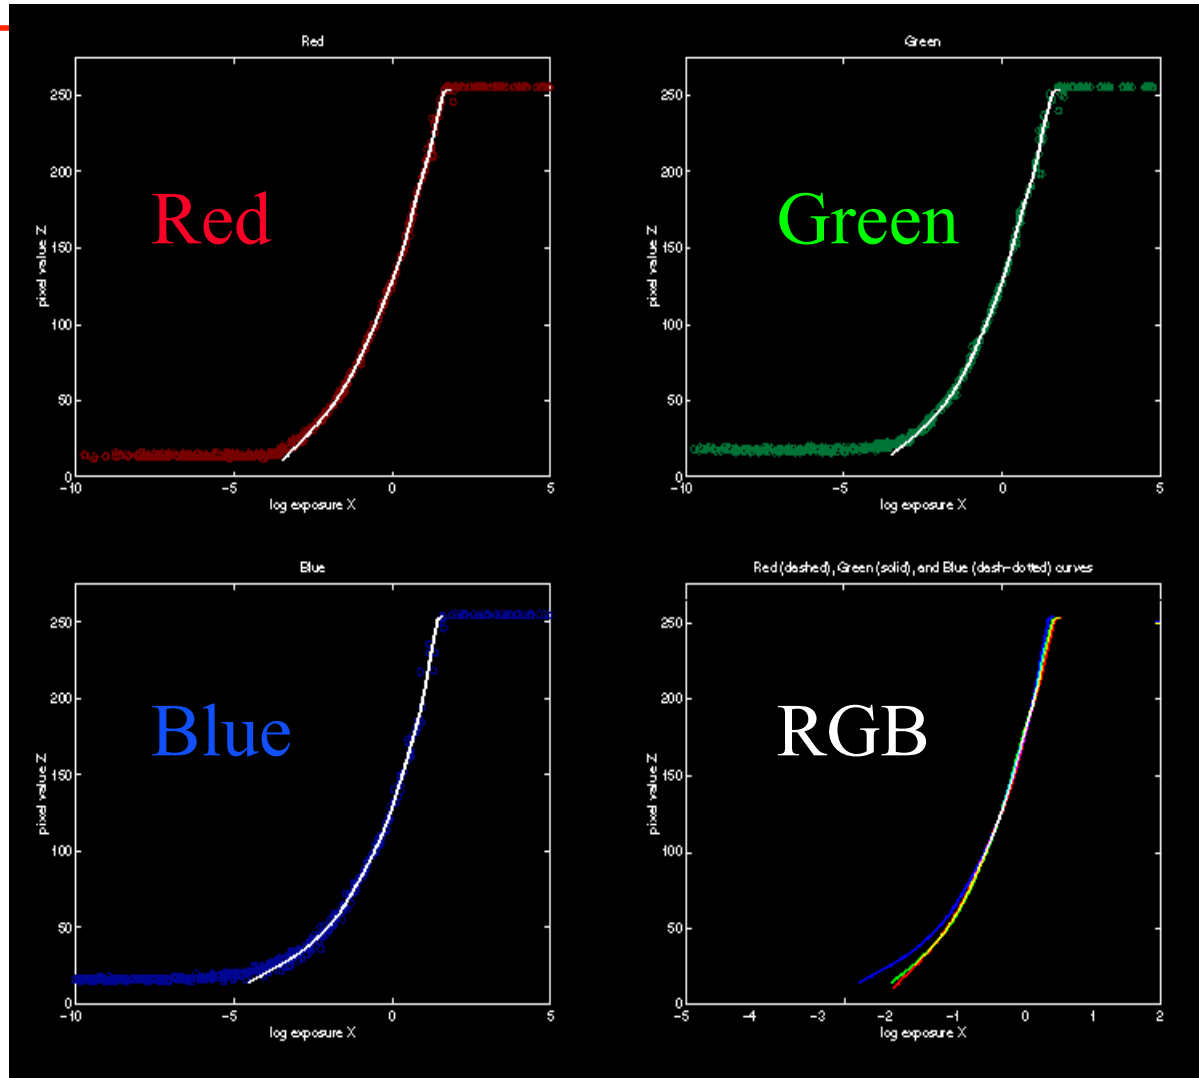 Red
250
200
150
100
50
0
-10
-5
0
5
pixel value Z
log exposure X
Red
Green
250
200
150
100
50
0
-10
-5
0
5
pixel value Z
log exposure X
Green
Blue
250
200
150
100
50
0
-10
-5
0
5
pixel value Z
log exposure X
Blue
Red (dashed), Green (solid), and Blue (dash-dotted) curves
250
200
150
100
50
0
-5
-4
-3
-2
-1
0
1
2
pixel value Z
log exposure X
RGB